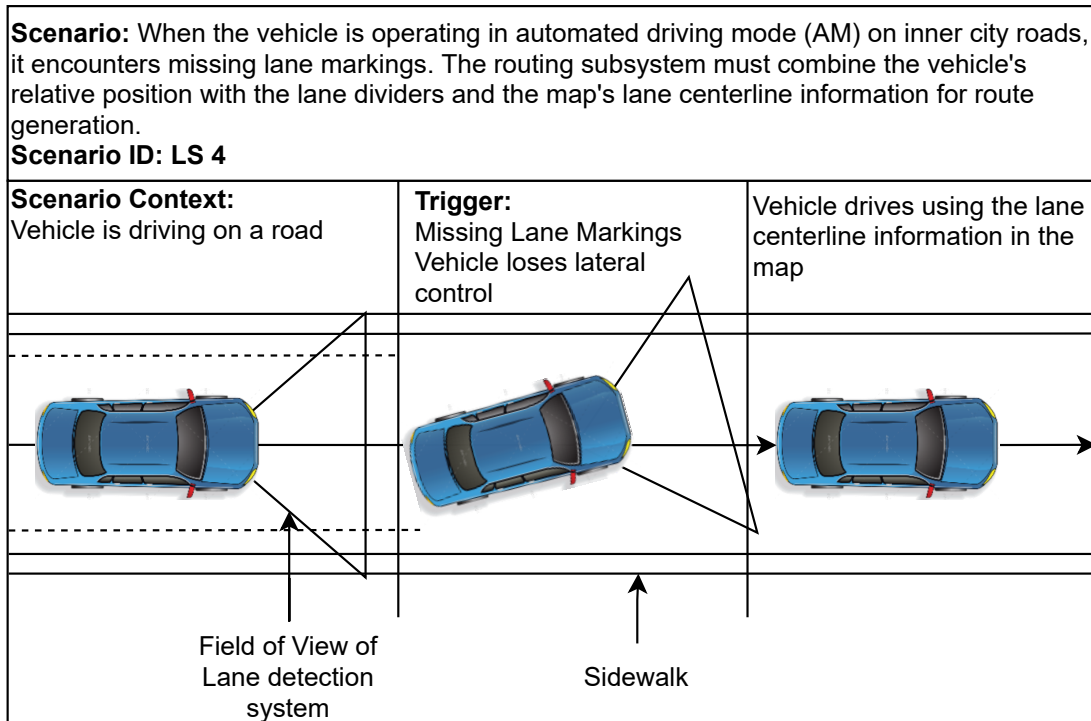 Scenario: When the vehicle is operating in automated driving mode (AM) on inner city roads,
it encounters missing lane markings. The routing subsystem must combine the vehicle's
relative position with the lane dividers and the map's lane centerline information for route
generation.
Scenario ID: LS 4
Scenario Context:
Vehicle is driving on a road
Trigger:
Missing Lane Markings
Vehicle loses lateral
control
Vehicle drives using the lane
centerline information in the
map
Field of View of
Lane detection
system
Sidewalk